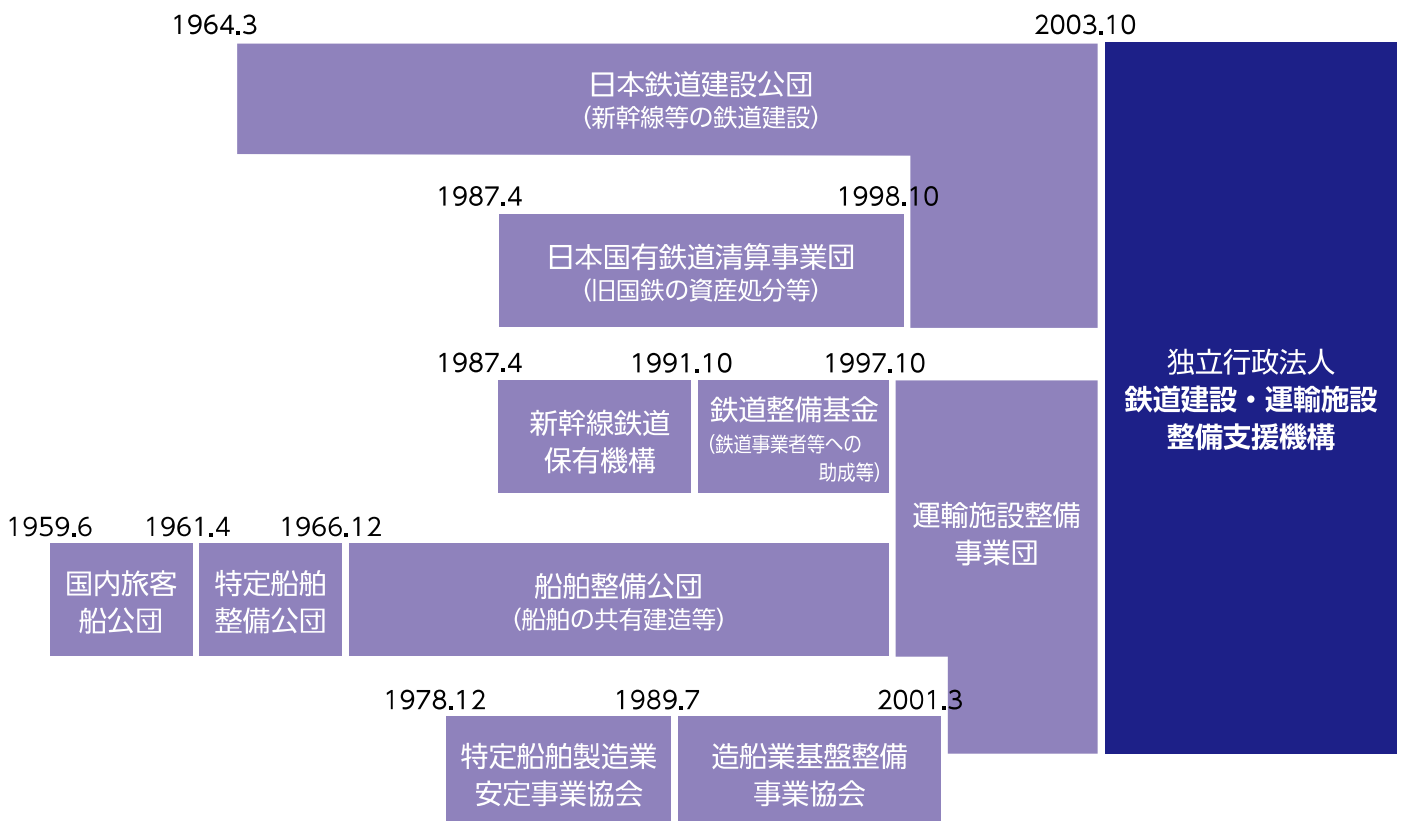 1964.3
2003.10
日本鉄道建設公団
(新幹線等の鉄道建設)
1987.4
1998.10
日本国有鉄道清算事業団
(旧国鉄の資産処分等)
1987.4
1991.10
1997.10
新幹線鉄道
保有機構
鉄道整備基金
(鉄道事業者等への
助成等)
独立行政法人
鉄道建設・運輸施設
整備支援機構
運輸施設整備
事業団
1959.6
1961.4
1966.12
国内旅客
船公団
特定船舶
整備公団
船舶整備公団
(船舶の共有建造等)
1978.12
1989.7
2001.3
特定船舶製造業
安定事業協会
造船業基盤整備
事業協会